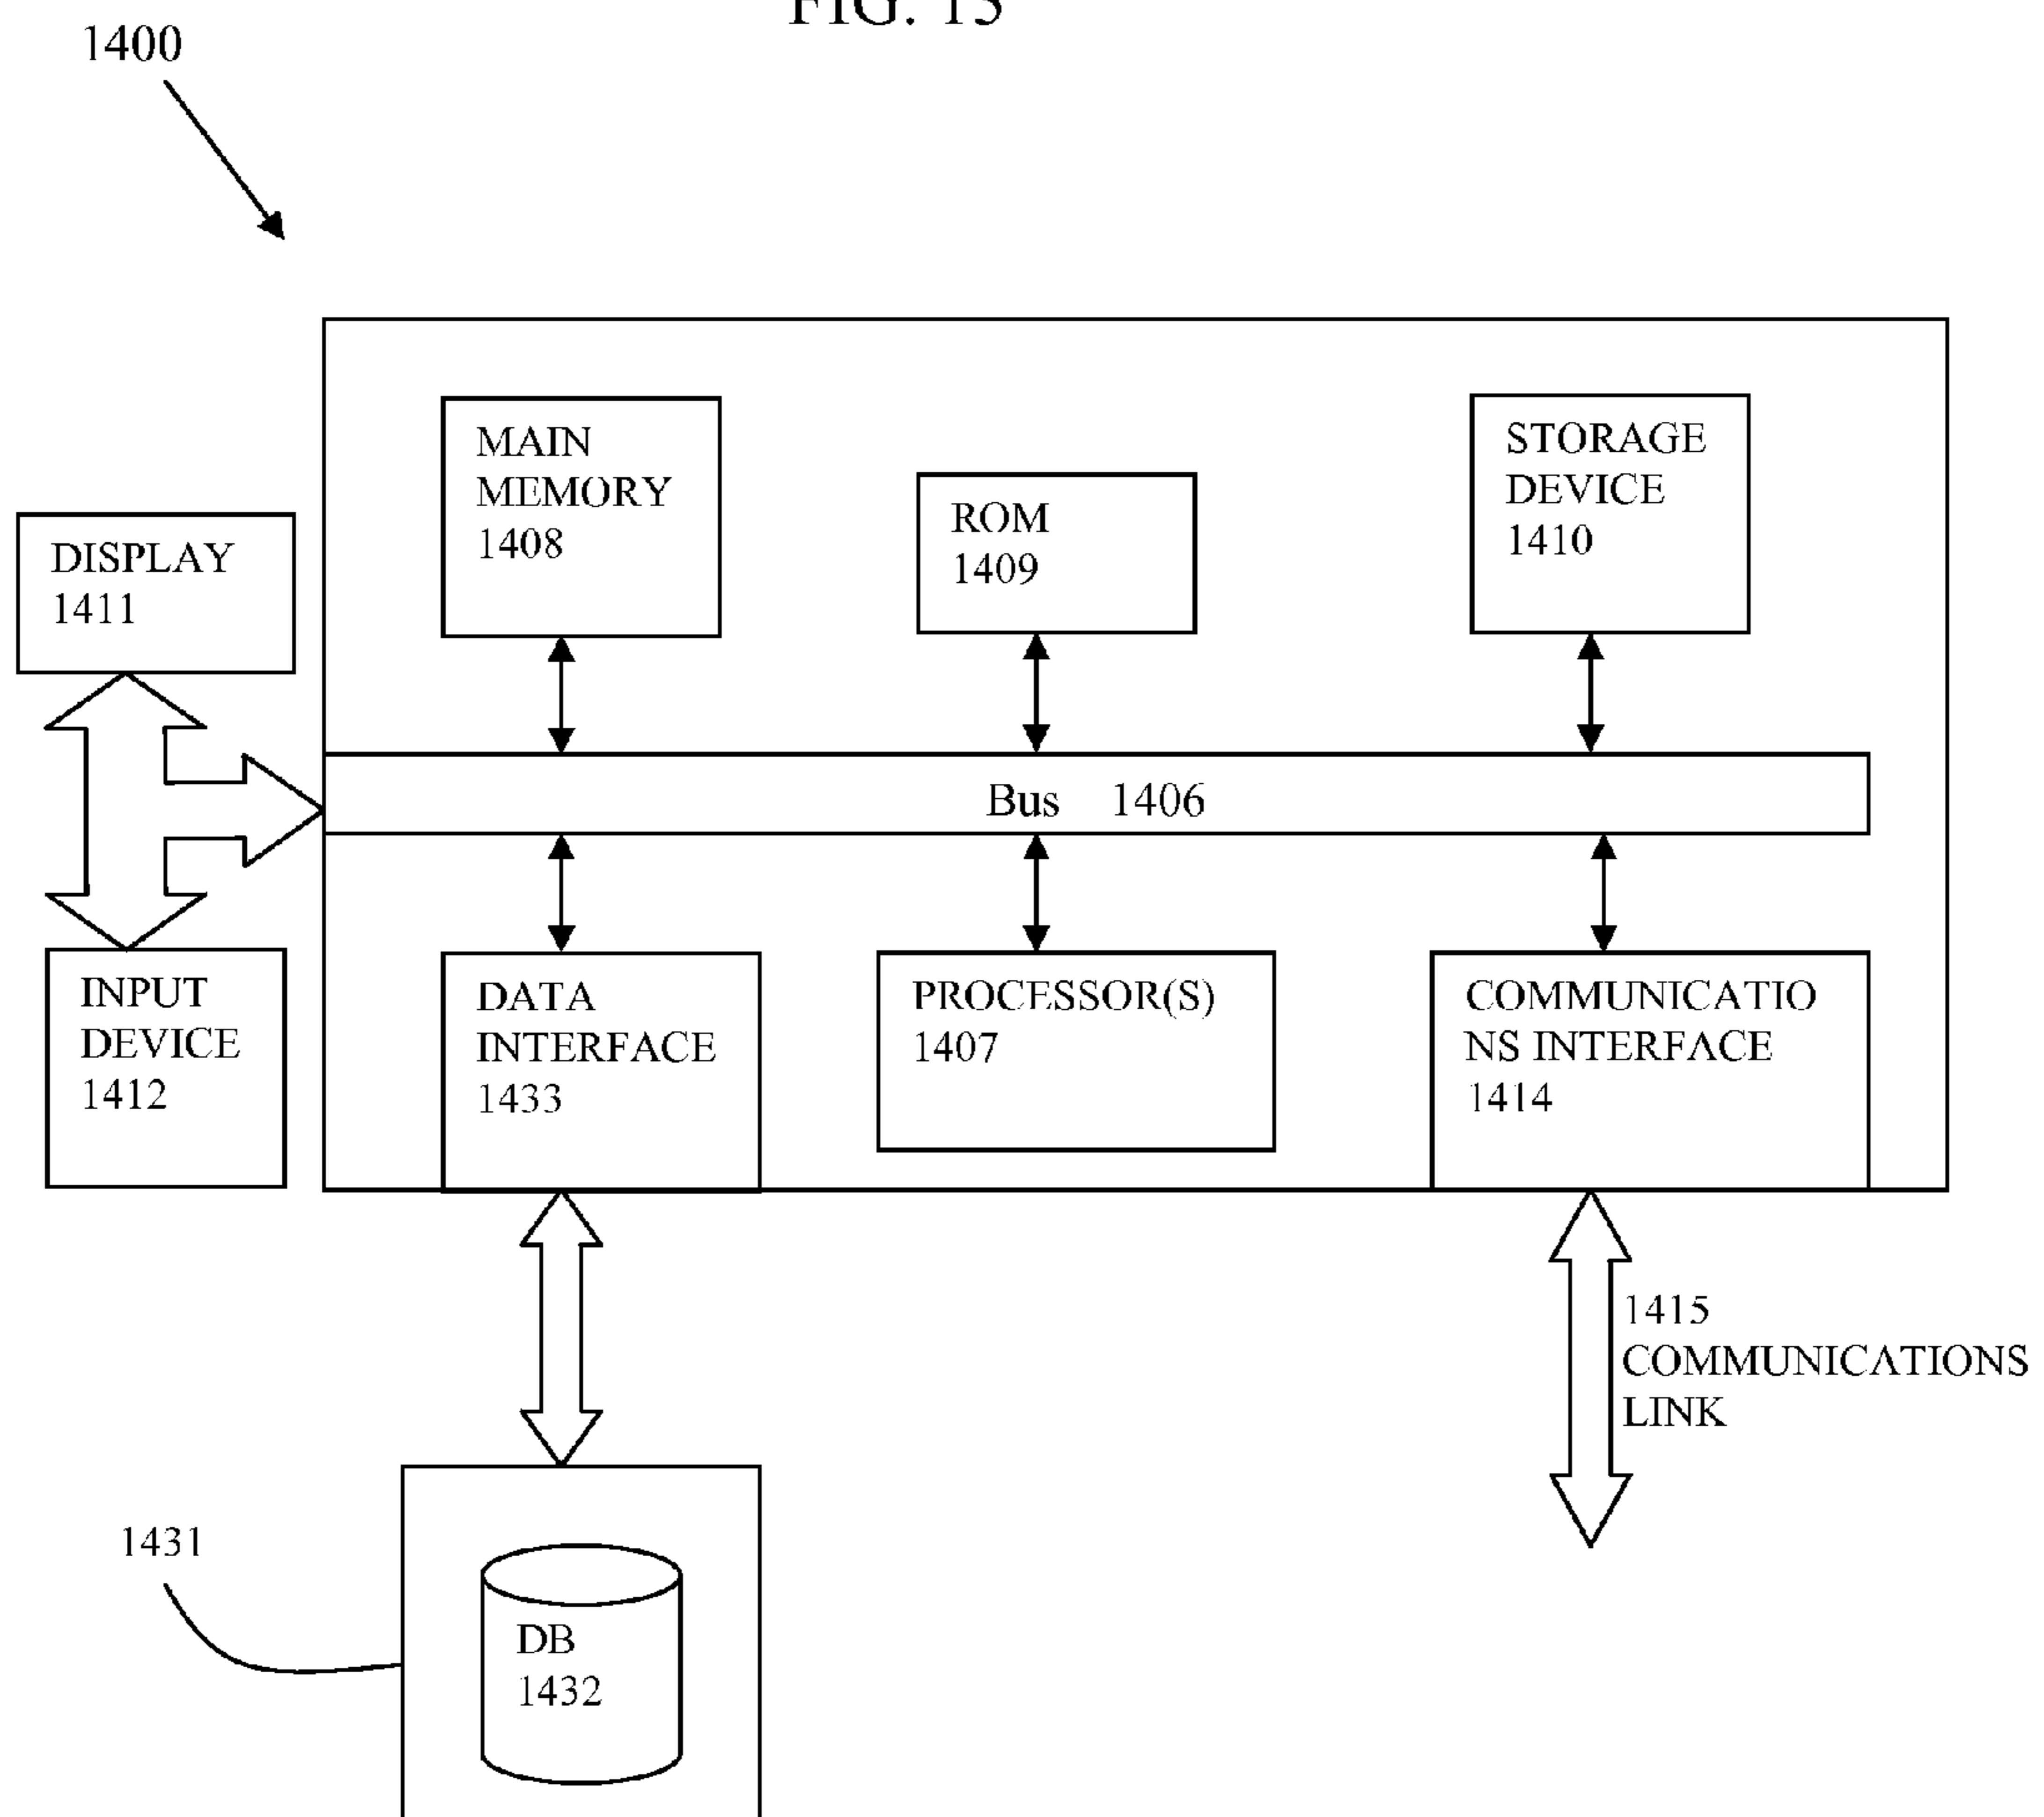 FIG. 15
1400
MAIN
MEMORY
1408
ROM
1409
STORAGE
DEVICE
1410
DISPLAY
1411
Bus 1406
INPUT
DEVICE
1412
DATA
INTERFACE
1433
PROCESSOR(S)
1407
COMMUNICATIO
NS INTERFACE
1414
1415
COMMUNICATIONS
LINK
1431
DB
1432